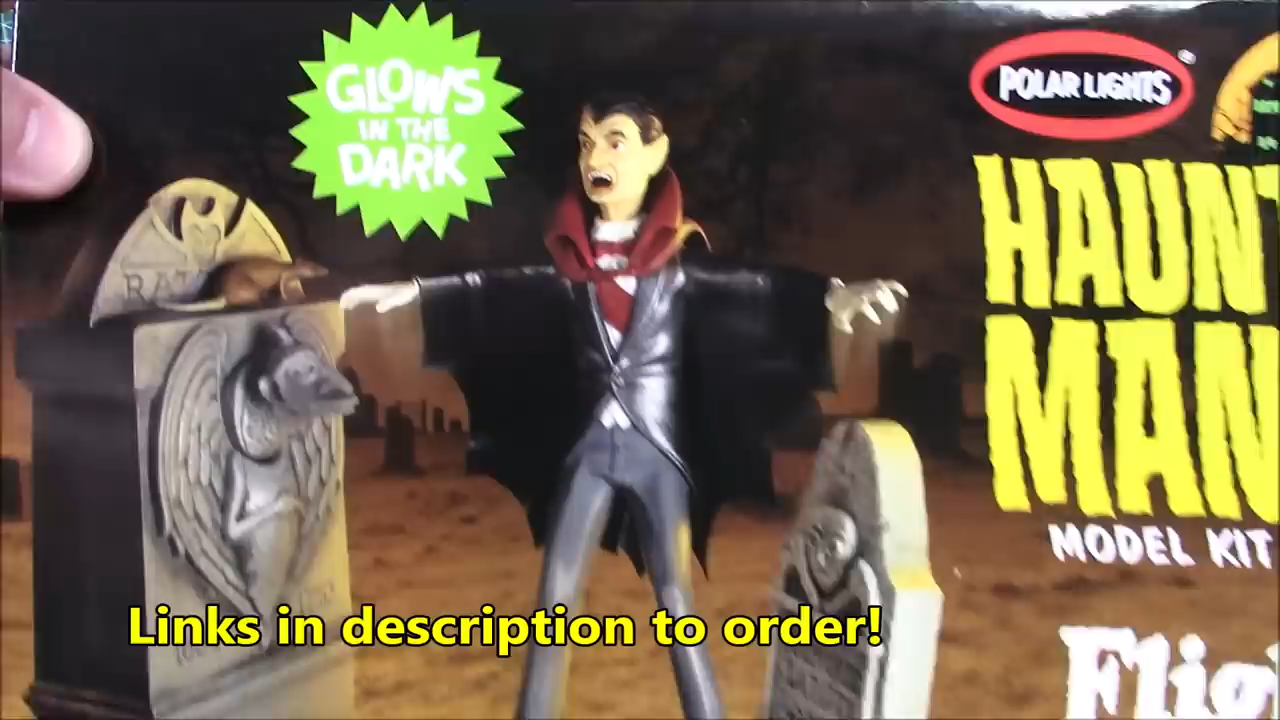 GLOWS
IN THE
DARK
POLAR LIGHTS
HAUNT
MAN
MODEL KIT
Links in description to order!